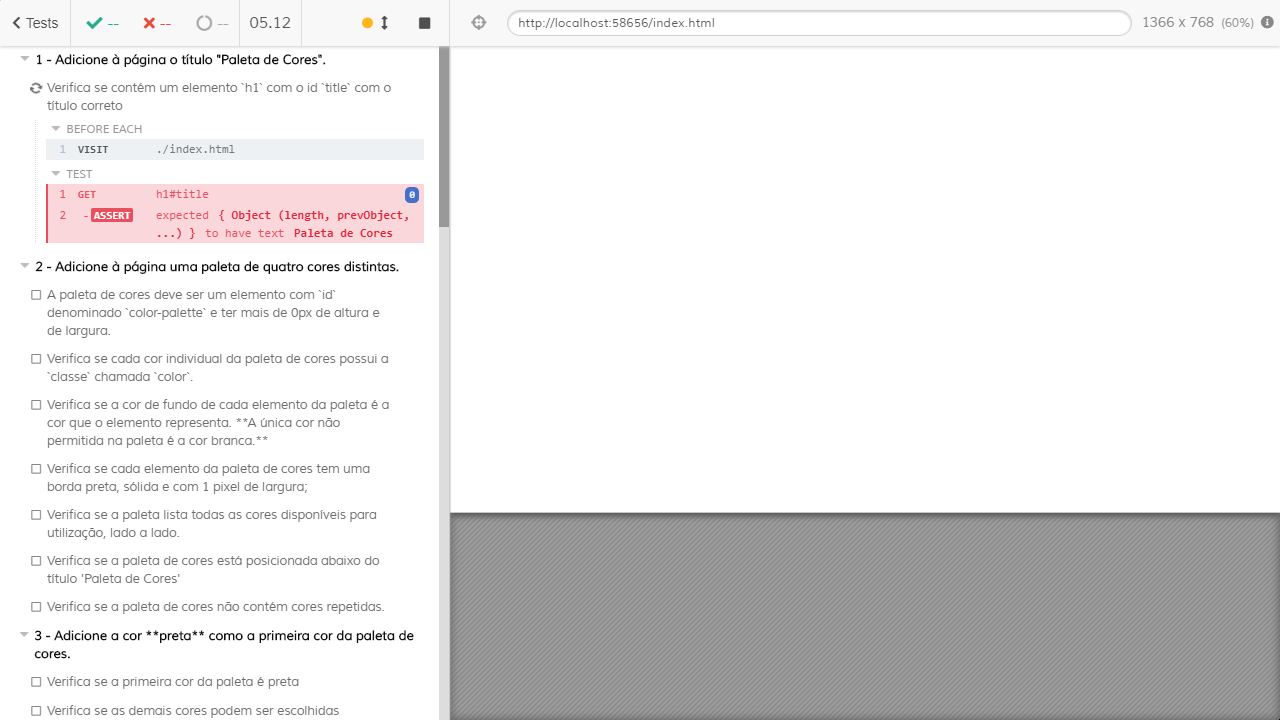 Tests
--
--
--
05.12
http://localhost:58656/index.html
1366 x 768 (60%)
1 - Adicione à página o título "Paleta de Cores".
Verifica se contém um elemento `h1` com o id `title` com o
título correto
BEFORE EACH
1 VISIT ./index.html
TEST
1 GET h1#title 0
2 -ASSERT expected { Object (length, prevObject,
...) } to have text Paleta de Cores
2 - Adicione à página uma paleta de quatro cores distintas.
A paleta de cores deve ser um elemento com `id`
denominado `color-palette` e ter mais de 0px de altura e
de largura.
Verifica se cada cor individual da paleta de cores possui a
`classe` chamada `color`.
Verifica se a cor de fundo de cada elemento da paleta é a
cor que o elemento representa. **A única cor não
permitida na paleta é a cor branca.**
Verifica se cada elemento da paleta de cores tem uma
borda preta, sólida e com 1 pixel de largura;
Verifica se a paleta lista todas as cores disponíveis para
utilização, lado a lado.
Verifica se a paleta de cores está posicionada abaixo do
título 'Paleta de Cores'
Verifica se a paleta de cores não contém cores repetidas.
3 - Adicione a cor **preta** como a primeira cor da paleta de
cores.
Verifica se a primeira cor da paleta é preta
Verifica se as demais cores podem ser escolhidas